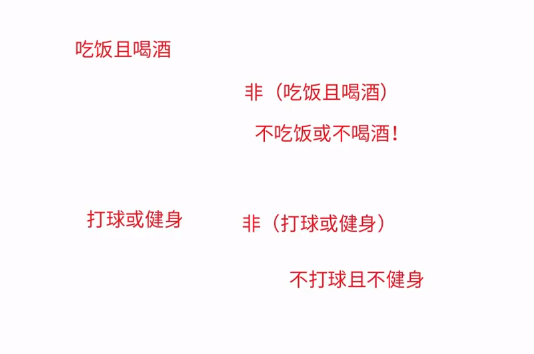 吃饭且喝酒
非（吃饭且喝酒）
不吃饭或不喝酒！
打球或健身
非（打球或健身）
不打球且不健身